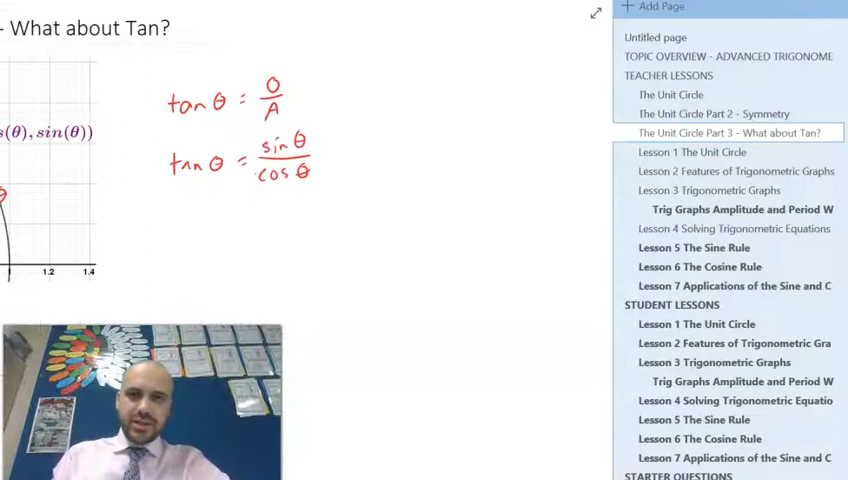 - What about Tan?
tan θ = O/A
s(θ), sin(θ))
tan θ = sin θ/cos θ
θ
1 1.2 1.4
+ Add Page
Untitled page
TOPIC OVERVIEW - ADVANCED TRIGONOME
TEACHER LESSONS
The Unit Circle
The Unit Circle Part 2 - Symmetry
The Unit Circle Part 3 - What about Tan?
Lesson 1 The Unit Circle
Lesson 2 Features of Trigonometric Graphs
Lesson 3 Trigonometric Graphs
Trig Graphs Amplitude and Period W
Lesson 4 Solving Trigonometric Equations
Lesson 5 The Sine Rule
Lesson 6 The Cosine Rule
Lesson 7 Applications of the Sine and C
STUDENT LESSONS
Lesson 1 The Unit Circle
Lesson 2 Features of Trigonometric Gra
Lesson 3 Trigonometric Graphs
Trig Graphs Amplitude and Period W
Lesson 4 Solving Trigonometric Equatio
Lesson 5 The Sine Rule
Lesson 6 The Cosine Rule
Lesson 7 Applications of the Sine and C
STARTER QUESTIONS